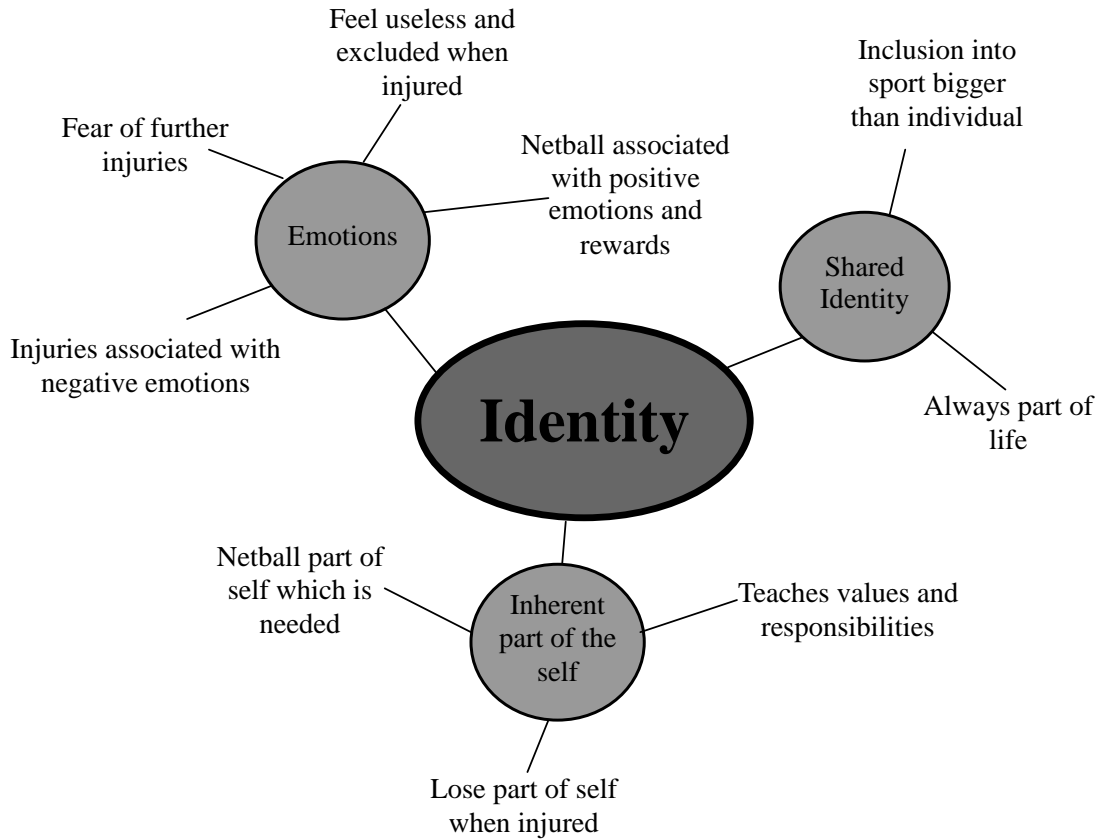 Feel useless and
excluded when
injured
Inclusion into
sport bigger
than individual
Fear of further
injuries
Netball associated
with positive
emotions and
rewards
Emotions
Shared
Identity
Injuries associated with
negative emotions
Identity
Always part of
life
Netball part of
self which is
needed
Inherent
part of the
self
Teaches values and
responsibilities
Lose part of self
when injured